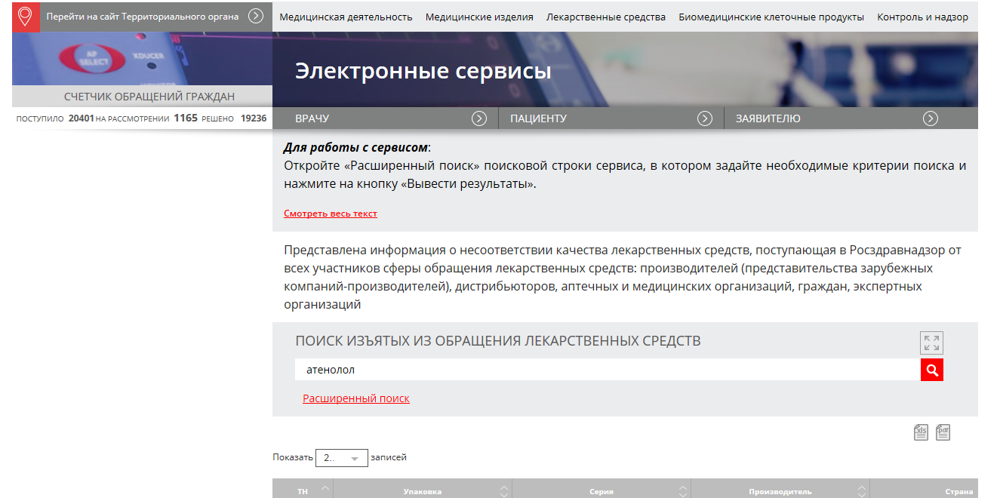 Перейти на сайт Территориального органа
Медицинская деятельность Медицинские изделия Лекарственные средства Биомедицинские клеточные продукты Контроль и надзор
AP SELECT
XDUCER
Электронные сервисы
СЧЕТЧИК ОБРАЩЕНИЙ ГРАЖДАН
ПОСТУПИЛО 20401 НА РАССМОТРЕНИИ 1165 РЕШЕНО 19236
ВРАЧУ ПАЦИЕНТУ ЗАЯВИТЕЛЮ
Для работы с сервисом:
Откройте «Расширенный поиск» поисковой строки сервиса, в котором задайте необходимые критерии поиска и
нажмите на кнопку «Вывести результаты».
Смотреть весь текст
Представлена информация о несоответствии качества лекарственных средств, поступающая в Росздравнадзор от
всех участников сферы обращения лекарственных средств: производителей (представительства зарубежных
компаний-производителей), дистрибьюторов, аптечных и медицинских организаций, граждан, экспертных
организаций
ПОИСК ИЗЪЯТЫХ ИЗ ОБРАЩЕНИЯ ЛЕКАРСТВЕННЫХ СРЕДСТВ
атенолол
Расширенный поиск
xls pdf
Показать 2.. записей
ТН Упаковка Серия Производитель Страна